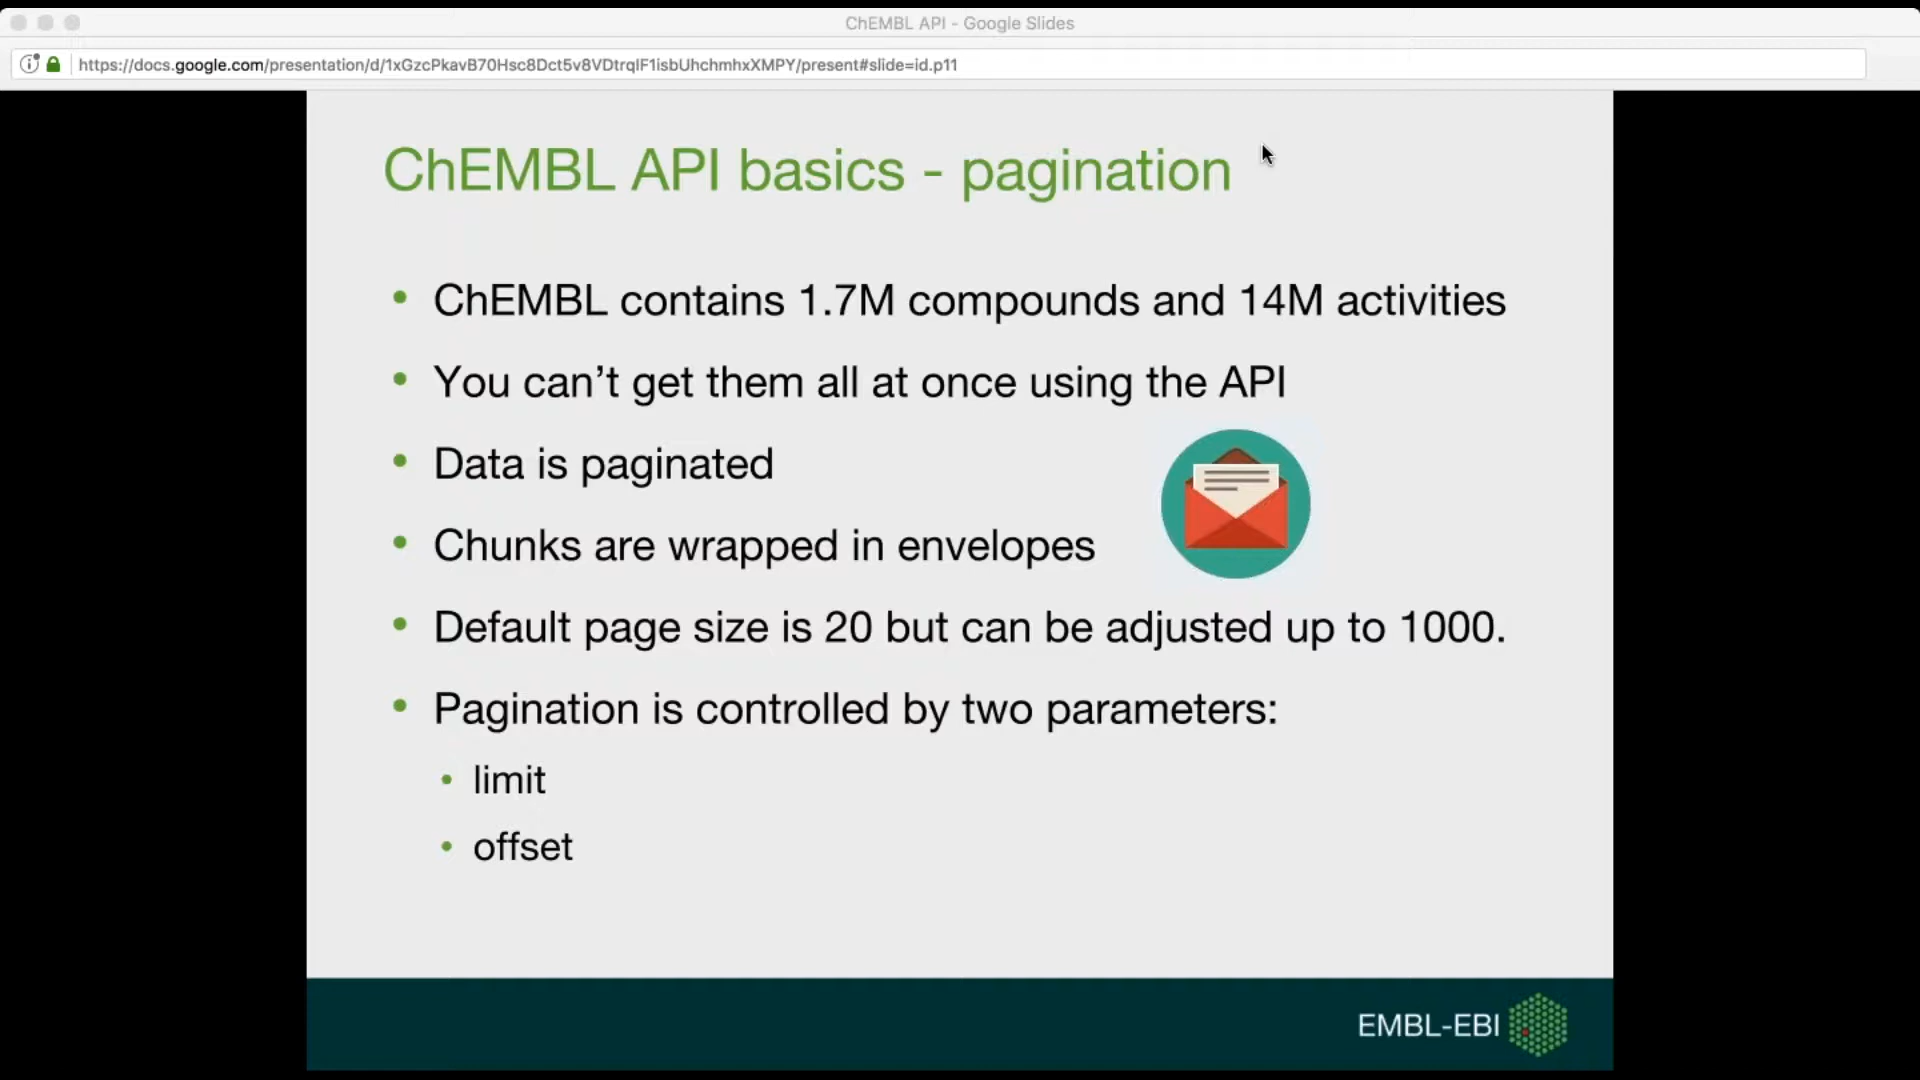 ChEMBL API - Google Slides
https://docs.google.com/presentation/d/1xGzcPkavB70Hsc8Dct5v8VDtrqIF1isbUhchmhxXMPY/present#slide=id.p11
ChEMBL API basics - pagination
• ChEMBL contains 1.7M compounds and 14M activities
• You can’t get them all at once using the API
• Data is paginated
• Chunks are wrapped in envelopes
• Default page size is 20 but can be adjusted up to 1000.
• Pagination is controlled by two parameters:
• limit
• offset
EMBL-EBI